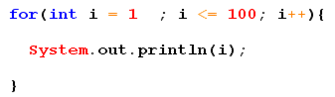 for(int i = 1  ; i <= 100; i++){
System.out.println(i);
}